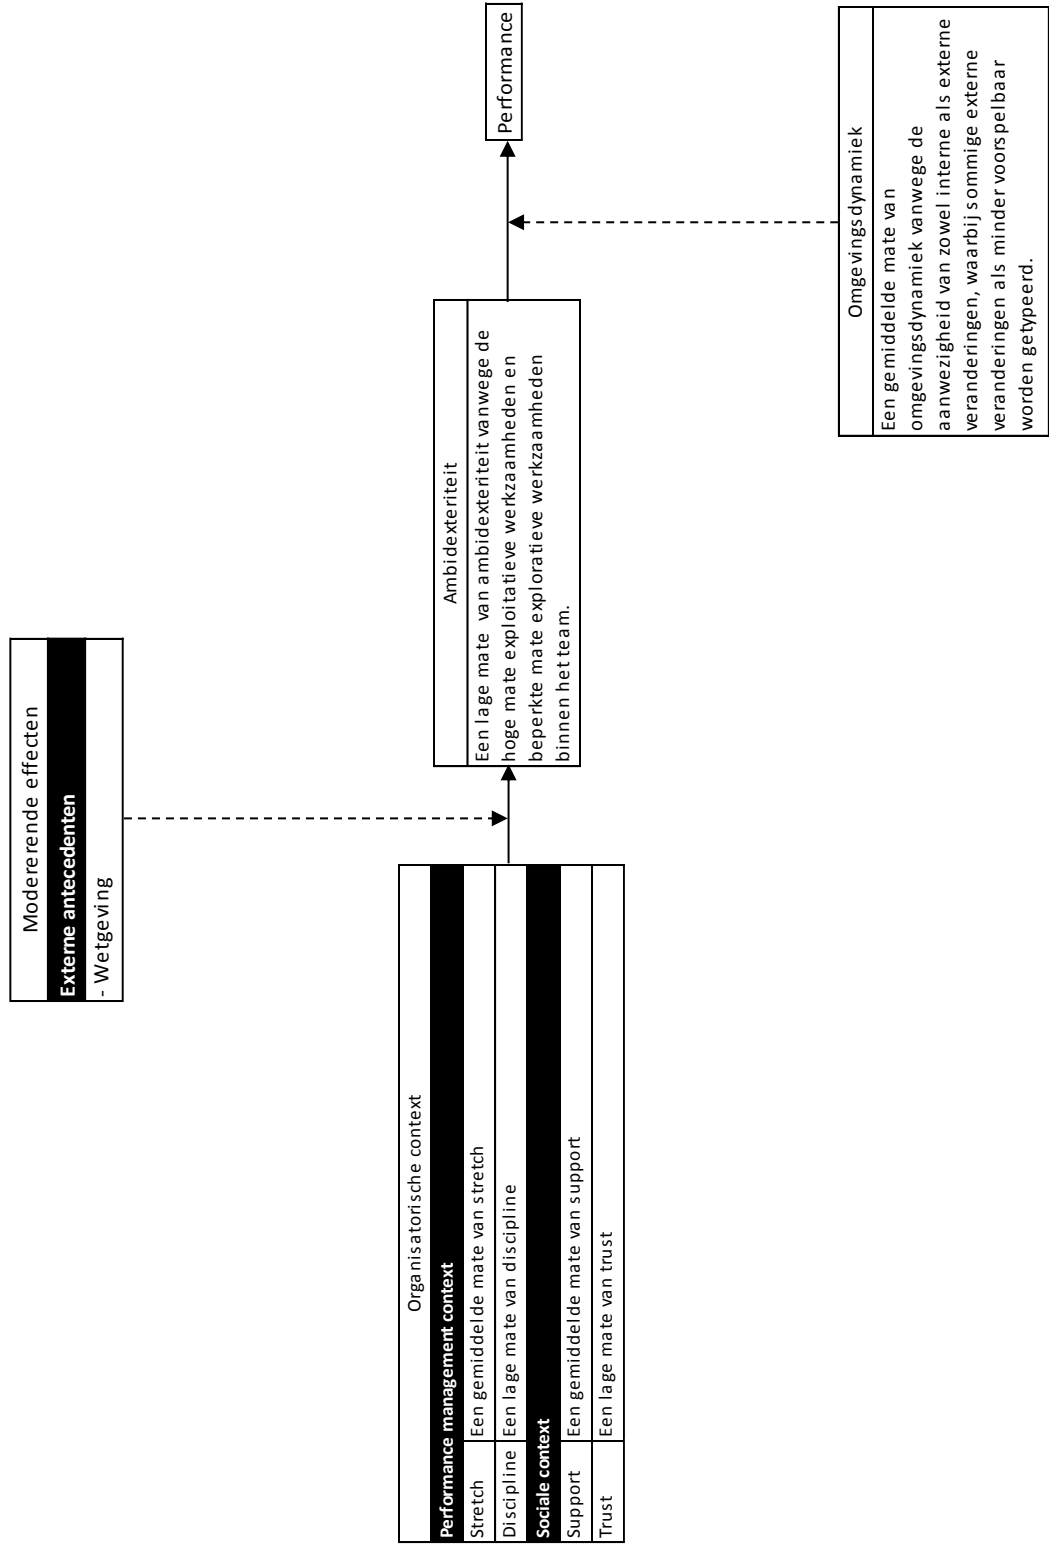 Modererende effecten
Externe antecedenten
- Wetgeving
Organisatorische context
Performance management context
Stretch Een gemiddelde mate van stretch
Discipline Een lage mate van discipline
Sociale context
Support Een gemiddelde mate van support
Trust Een lage mate van trust
Ambidexteriteit
Een lage mate van ambidexteriteit vanwege de
hoge mate exploitatieve werkzaamheden en
beperkte mate exploratieve werkzaamheden
binnen het team.
Performance
Omgevingsdynamiek
Een gemiddelde mate van
omgevingsdynamiek vanwege de
aanwezigheid van zowel interne als externe
veranderingen, waarbij sommige externe
veranderingen als minder voorspelbaar
worden getypeerd.